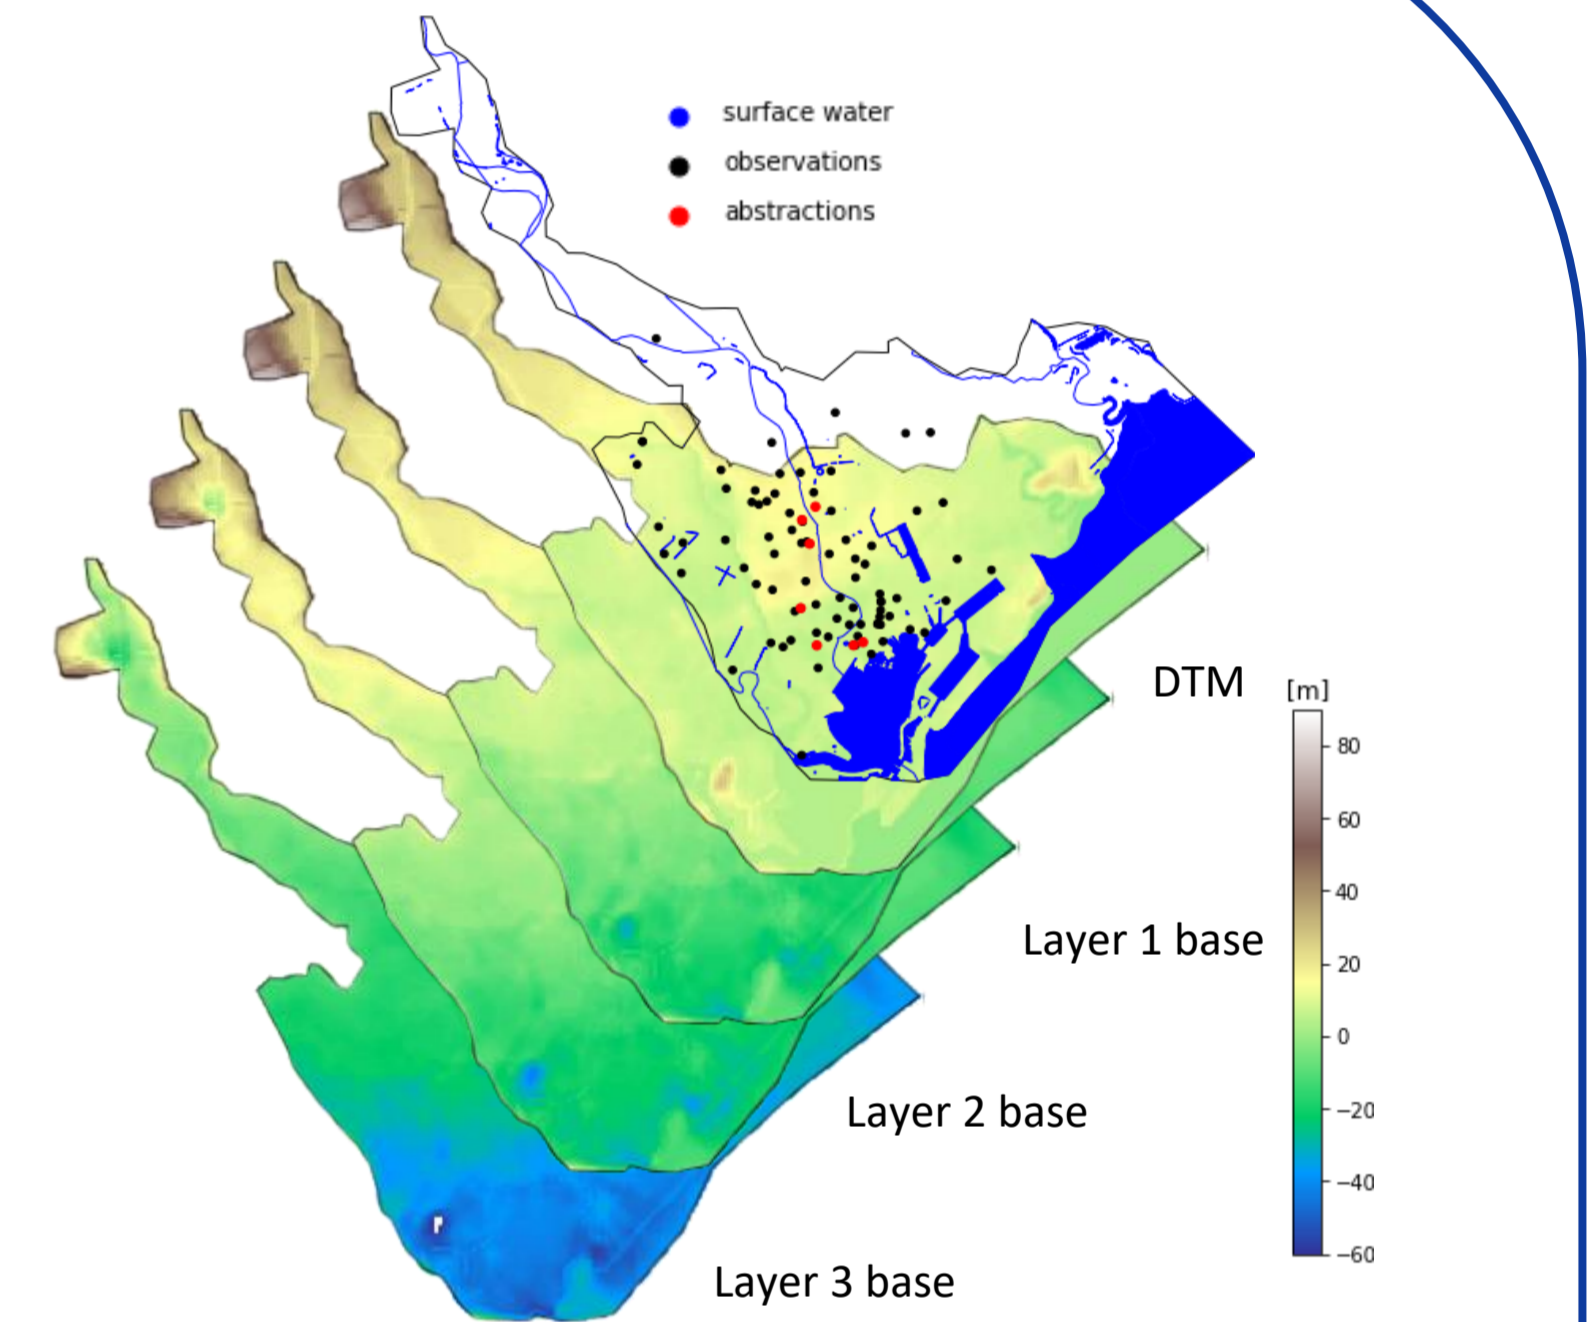 surface water
observations
abstractions
DTM
[m]
80
60
40
20
0
−20
−40
−60
Layer 1 base
Layer 2 base
Layer 3 base